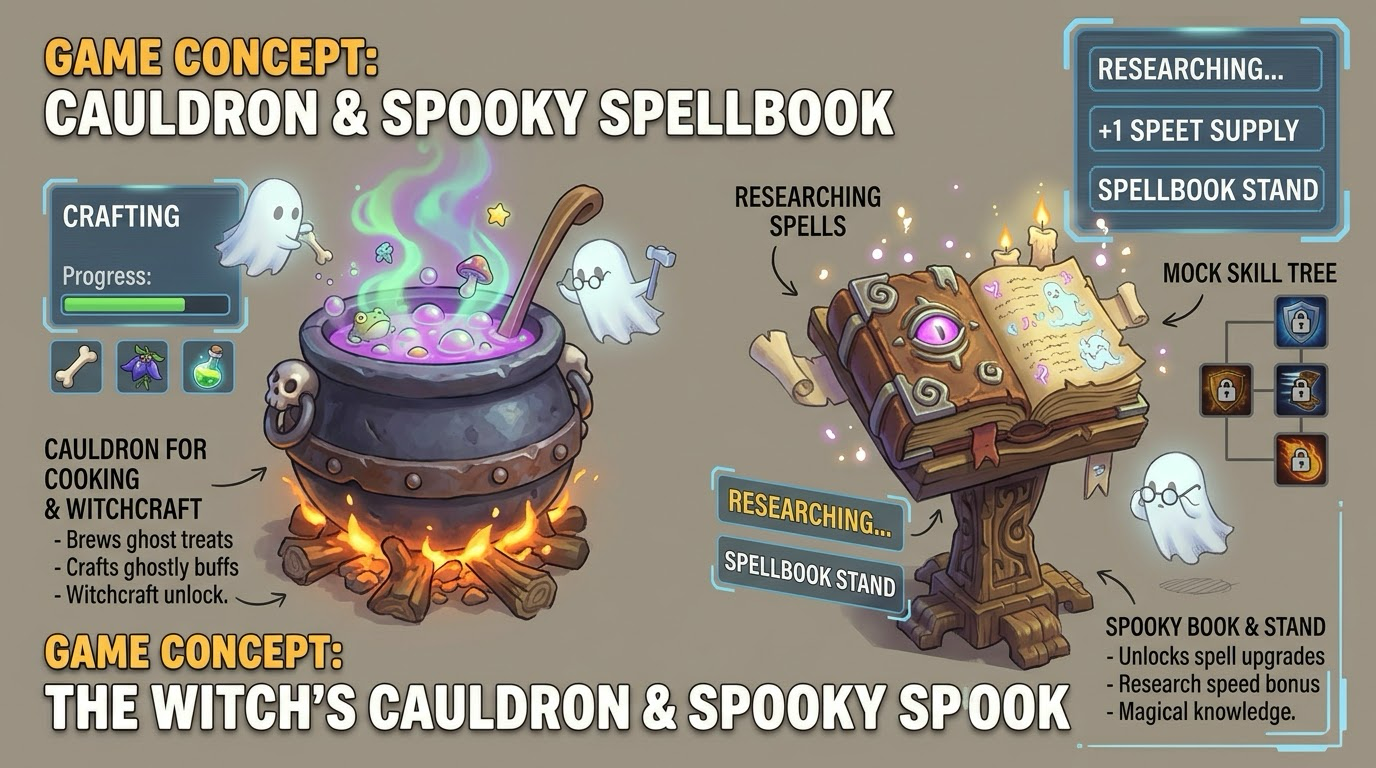 GAME CONCEPT:
CAULDRON & SPOOKY SPELLBOOK
RESEARCHING...
+1 SPEET SUPPLY
SPELLBOOK STAND
CRAFTING
Progress:
RESEARCHING
SPELLS
MOCK SKILL TREE
CAULDRON FOR
COOKING
& WITCHCRAFT
- Brews ghost treats
- Crafts ghostly buffs
- Witchcraft unlock.
RESEARCHING...
SPELLBOOK STAND
SPOOKY BOOK & STAND
- Unlocks spell upgrades
- Research speed bonus
- Magical knowledge.
GAME CONCEPT:
THE WITCH'S CAULDRON & SPOOKY SPOOK